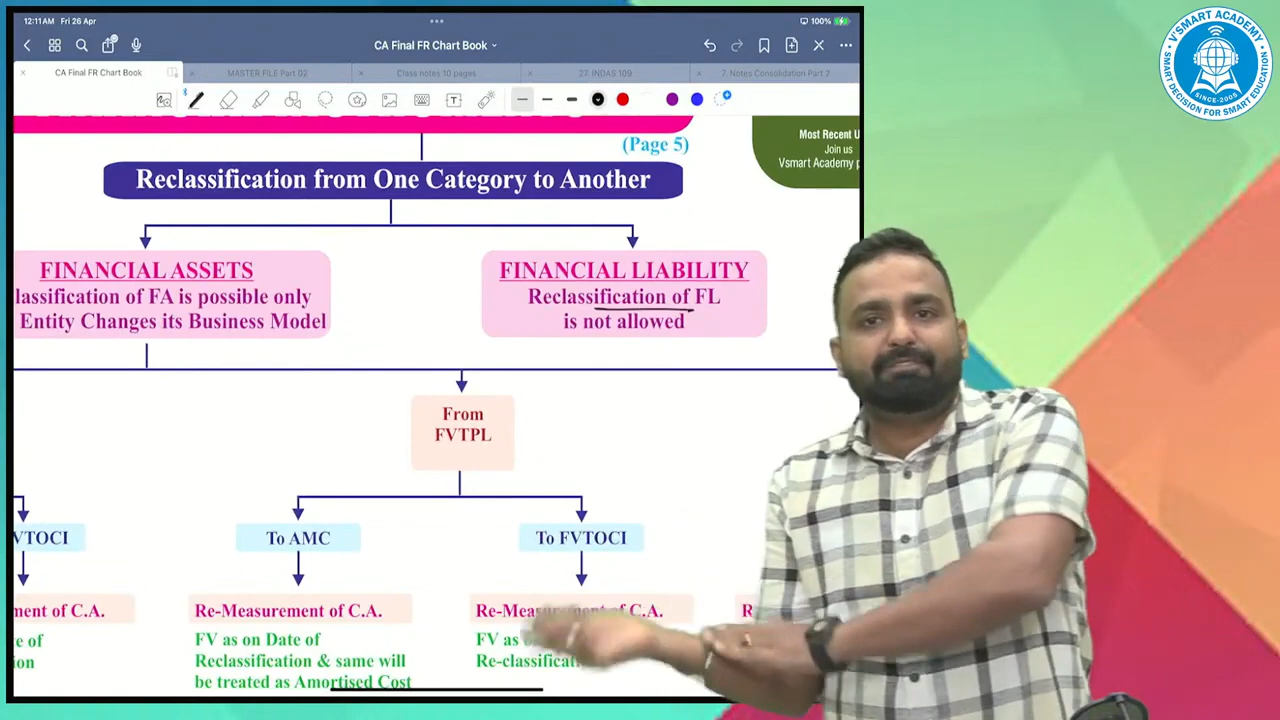 12:11AM Fri 26 Apr
100%
CA Final FR Chart Book
CA Final FR Chart Book
MASTER FILE Part 02
Class notes 10 pages
27. INDAS 109
7. Notes Consolidation Part 2
(Page 5)
Most Recent U
Join us
Vsmart Academy p
Reclassification from One Category to Another
FINANCIAL ASSETS
lassification of FA is possible only
Entity Changes its Business Model
FINANCIAL LIABILITY
Reclassification of FL
is not allowed
From
FVTPL
VTOCI
To AMC
To FVTOCI
ment of C.A.
Re-Measurement of C.A.
Re-Measurement of C.A.
R
e of
ion
FV as on Date of
Reclassification & same will
be treated as Amortised Cost
FV as
Re-classificat
V'SMART ACADEMY
SINCE-2005
SMART DECISION FOR SMART EDUCATION